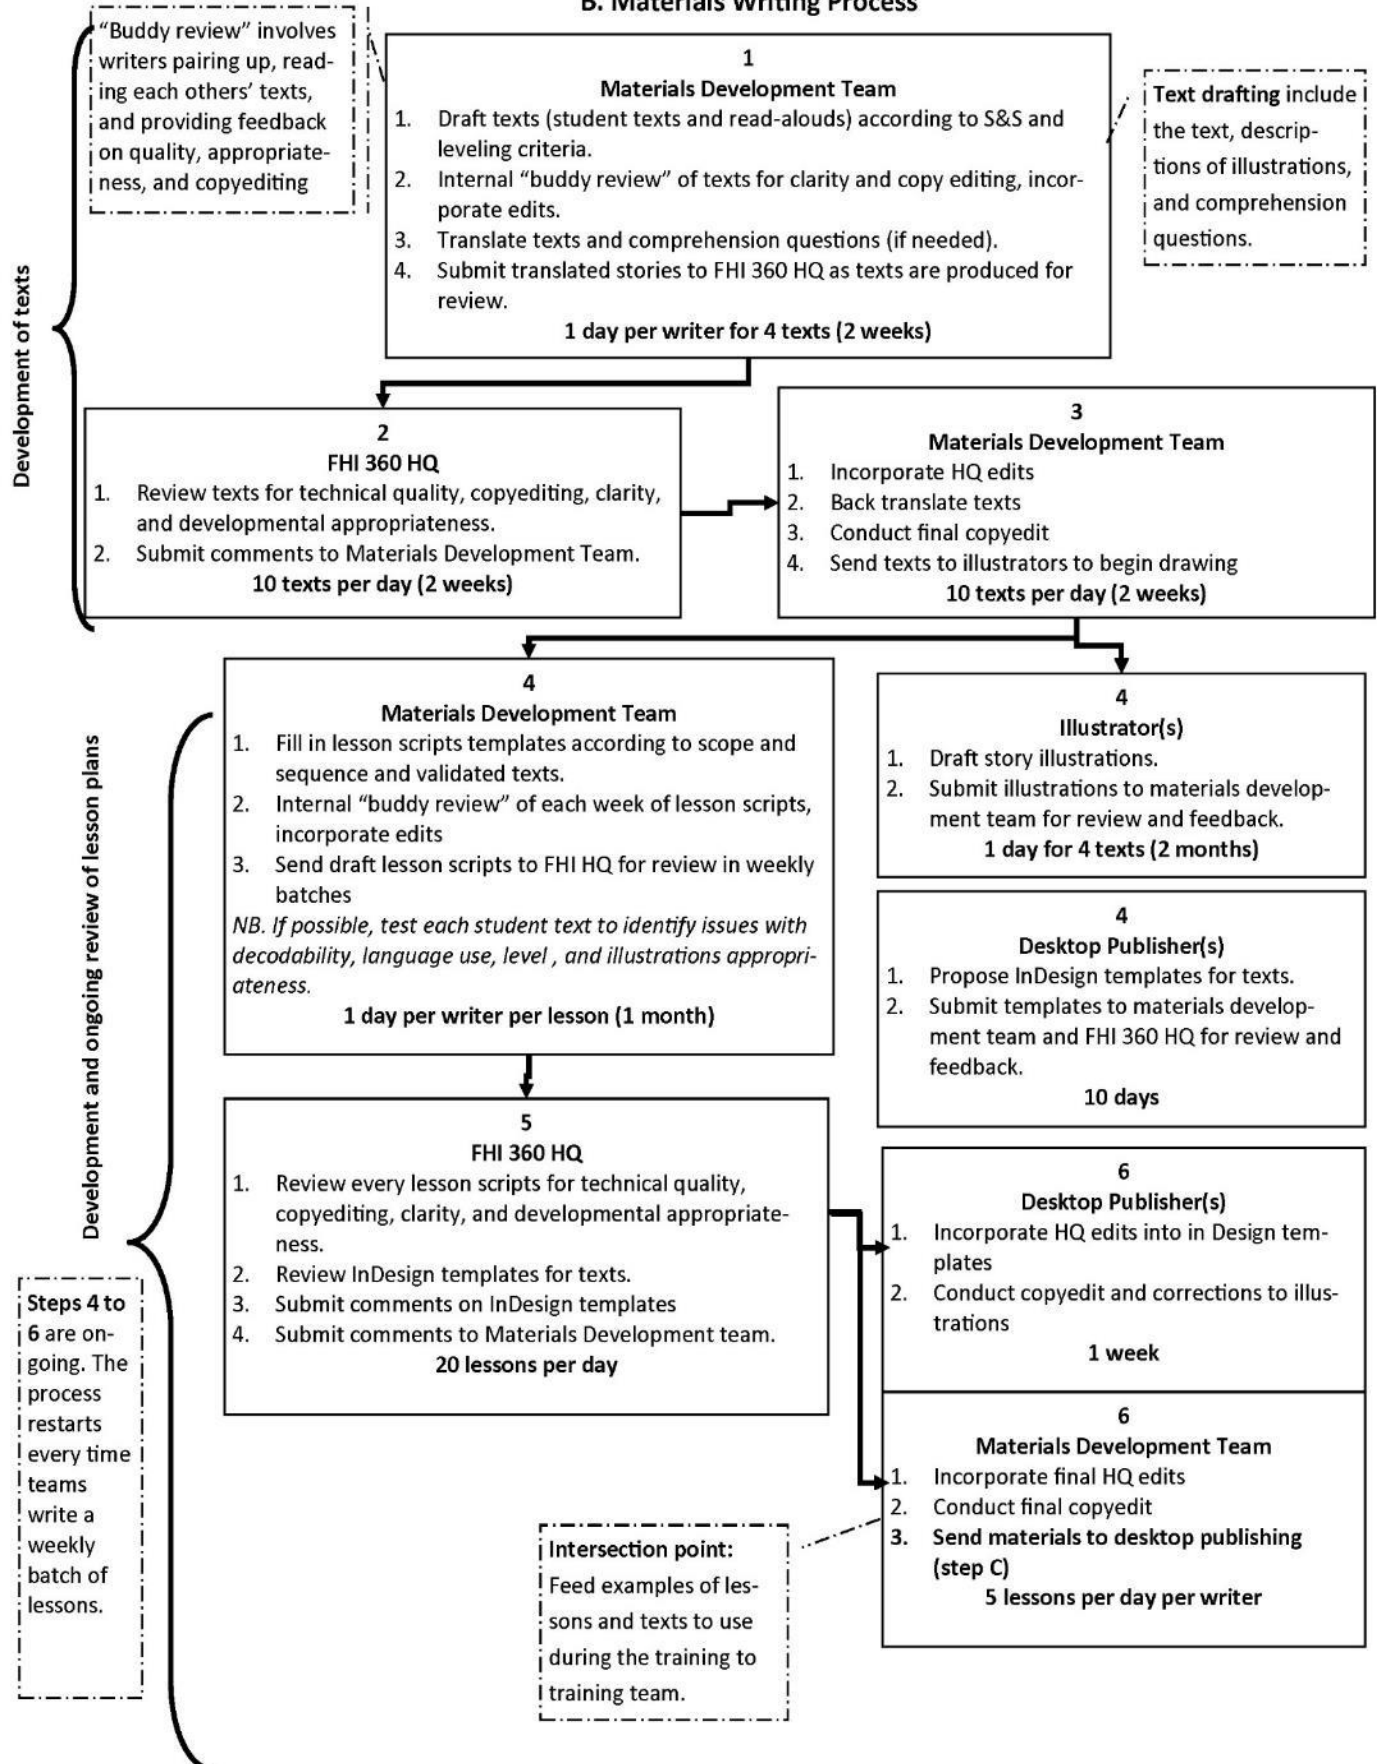 B. Materials Writing Process
“Buddy review” involves
writers pairing up, read-
ing each others’ texts,
and providing feedback
on quality, appropriate-
ness, and copyediting
1
Materials Development Team
1. Draft texts (student texts and read-alouds) according to S&S and
leveling criteria.
2. Internal “buddy review” of texts for clarity and copy editing, incor-
porate edits.
3. Translate texts and comprehension questions (if needed).
4. Submit translated stories to FHI 360 HQ as texts are produced for
review.
1 day per writer for 4 texts (2 weeks)
Text drafting include
the text, descrip-
tions of illustrations,
and comprehension
questions.
Development of texts
2
FHI 360 HQ
1. Review texts for technical quality, copyediting, clarity,
and developmental appropriateness.
2. Submit comments to Materials Development Team.
10 texts per day (2 weeks)
3
Materials Development Team
1. Incorporate HQ edits
2. Back translate texts
3. Conduct final copyedit
4. Send texts to illustrators to begin drawing
10 texts per day (2 weeks)
4
Materials Development Team
1. Fill in lesson scripts templates according to scope and
sequence and validated texts.
2. Internal “buddy review” of each week of lesson scripts,
incorporate edits
3. Send draft lesson scripts to FHI HQ for review in weekly
batches
NB. If possible, test each student text to identify issues with
decodability, language use, level , and illustrations appropri-
ateness.
1 day per writer per lesson (1 month)
4
Illustrator(s)
1. Draft story illustrations.
2. Submit illustrations to materials develop-
ment team for review and feedback.
1 day for 4 texts (2 months)
4
Desktop Publisher(s)
1. Propose InDesign templates for texts.
2. Submit templates to materials develop-
ment team and FHI 360 HQ for review and
feedback.
10 days
Development and ongoing review of lesson plans
5
FHI 360 HQ
1. Review every lesson scripts for technical quality,
copyediting, clarity, and developmental appropriate-
ness.
2. Review InDesign templates for texts.
3. Submit comments on InDesign templates
4. Submit comments to Materials Development team.
20 lessons per day
6
Desktop Publisher(s)
1. Incorporate HQ edits into in Design tem-
plates
2. Conduct copyedit and corrections to illus-
trations
1 week
Steps 4 to
6 are on-
going. The
process
restarts
every time
teams
write a
weekly
batch of
lessons.
6
Materials Development Team
1. Incorporate final HQ edits
2. Conduct final copyedit
3. Send materials to desktop publishing
(step C)
5 lessons per day per writer
Intersection point:
Feed examples of les-
sons and texts to use
during the training to
training team.